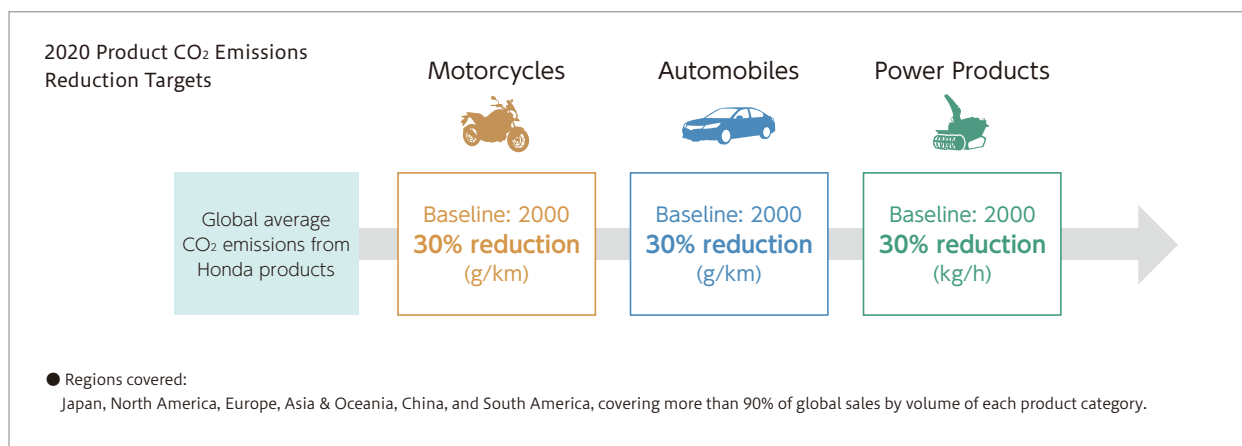 2020 Product CO₂ Emissions
Reduction Targets
Motorcycles
Automobiles
Power Products
Global average
CO₂ emissions from
Honda products
Baseline: 2000
30% reduction
(g/km)
Baseline: 2000
30% reduction
(g/km)
Baseline: 2000
30% reduction
(kg/h)
● Regions covered:
Japan, North America, Europe, Asia & Oceania, China, and South America, covering more than 90% of global sales by volume of each product category.